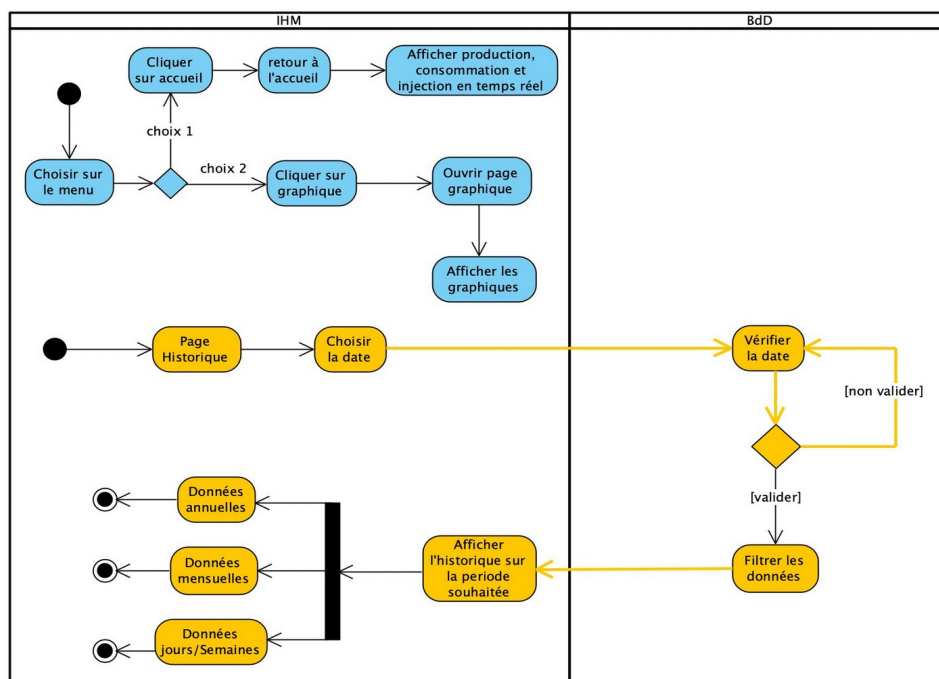 IHM
BdD
Cliquer
sur accueil
retour à
l'accueil
Afficher production,
consommation et
injection en temps réel
choix 1
Choisir sur
le menu
choix 2
Cliquer sur
graphique
Ouvrir page
graphique
Afficher les
graphiques
Page
Historique
Choisir
la date
Vérifier
la date
[non valider]
[valider]
Données
annuelles
Données
mensuelles
Données
jours/Semaines
Afficher
l'historique sur
la periode
souhaitée
Filtrer les
données